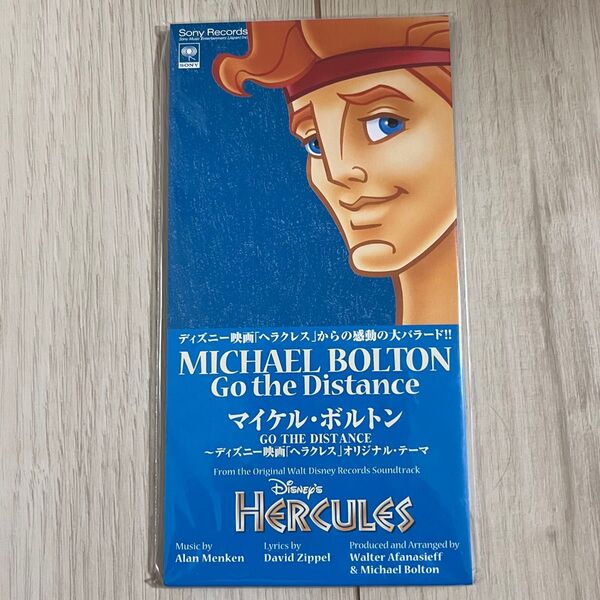 Sony Records
Sony Music Entertainment (Japan) Inc.
SONY
ディズニー映画「ヘラクレス」からの感動の大バラード!!
MICHAEL BOLTON
Go the Distance
マイケル・ボルトン
GO THE DISTANCE
〜ディズニー映画「ヘラクレス」オリジナル・テーマ
From the Original Walt Disney Records Soundtrack
DISNEY'S
HERCULES
Music by
Alan Menken
Lyrics by
David Zippel
Produced and Arranged by
Walter Afanasieff
& Michael Bolton